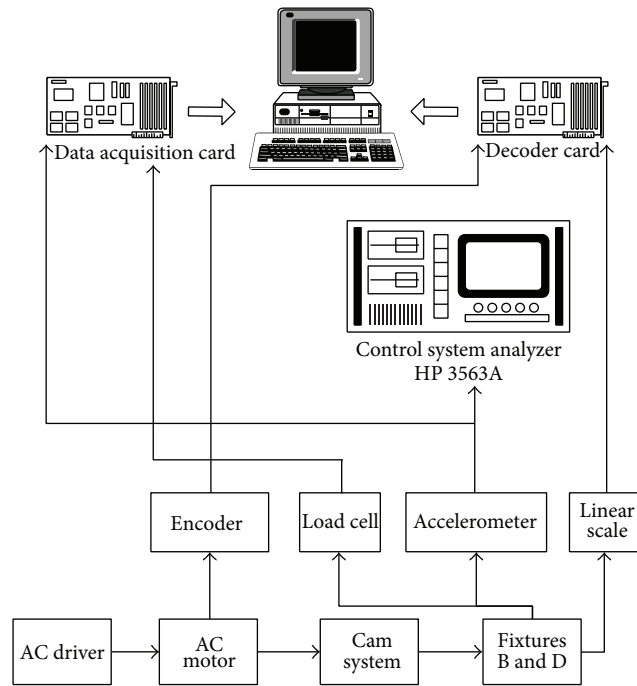 Data acquisition card
Decoder card
Control system analyzer
HP 3563A
Encoder
Load cell
Accelerometer
Linear
scale
AC driver
AC
motor
Cam
system
Fixtures
B and D